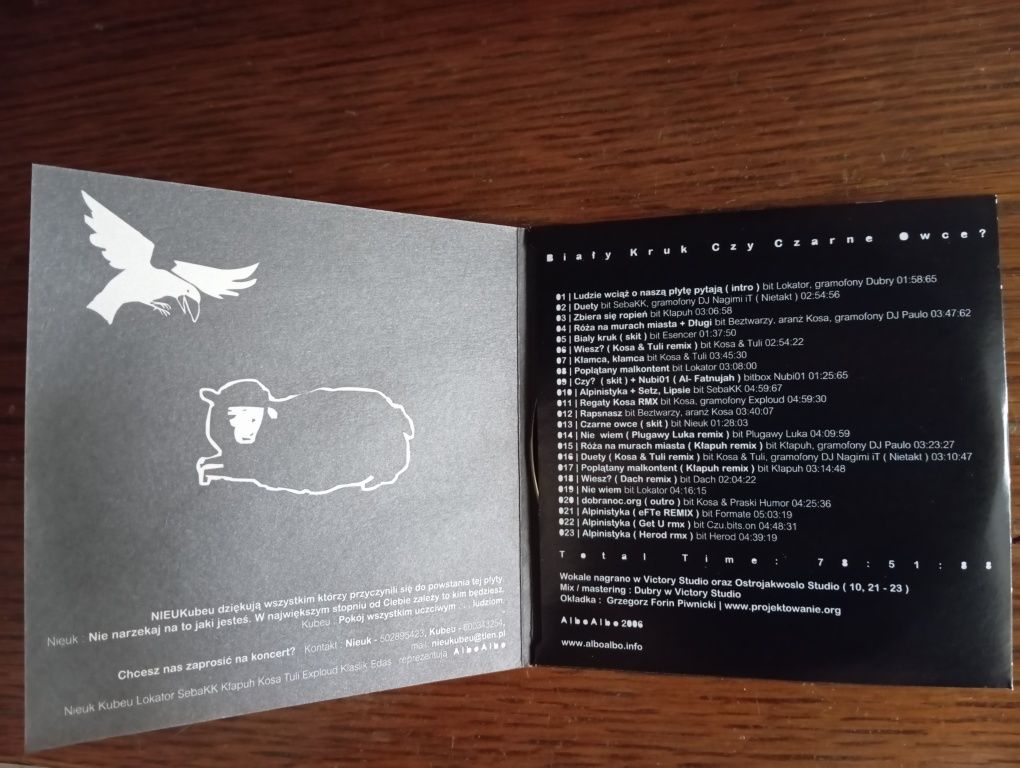 NIEUKubeu dziękują wszystkim którzy przyczynili się do powstania tej płyty.
Nieuk : Nie narzekaj na to jaki jesteś. W największym stopniu od Ciebie zależy to kim będziesz.
Kubeu : Pokój wszystkim uczciwym ... ludziom.
Chcesz nas zaprosić na koncert? Kontakt : Nieuk - 502895423, Kubeu - 600343254,
mail: nieukubeu@tlen.pl
Nieuk Kubeu Lokator SebaKK Kłapuh Kosa Tuli Exploud Klasiik Edas reprezentują AlboAlbo
Biały Kruk Czy Czarne Owce?
01 | Ludzie wciąż o naszą płytę pytają ( intro ) bit Lokator, gramofony Dubry 01:58:65
02 | Duety bit SebaKK, gramofony DJ Nagimi iT ( Nietakt ) 02:54:56
03 | Zbiera się ropień bit Kłapuh 03:06:58
04 | Róża na murach miasta + Długi bit Beztwarzy, aranż Kosa, gramofony DJ Paulo 03:47:62
05 | Biały kruk ( skit ) bit Esencer 01:37:50
06 | Wiesz? ( Kosa & Tuli remix ) bit Kosa & Tuli 02:54:22
07 | Kłamca, kłamca bit Kosa & Tuli 03:45:30
08 | Poplątany malkontent bit Lokator 03:08:00
09 | Czy? ( skit ) + Nubi01 ( Al- Fatnujah ) bitbox Nubi01 01:25:65
010 | Alpinistyka + Setz, Lipsie bit SebaKK 04:59:67
011 | Regaty Kosa RMX bit Kosa, gramofony Exploud 04:59:30
012 | Rapsnasz bit Beztwarzy, aranż Kosa 03:40:07
013 | Czarne owce ( skit ) bit Nieuk 01:28:03
014 | Nie wiem ( Plugawy Luka remix ) bit Plugawy Luka 04:09:59
015 | Róża na murach miasta ( Kłapuh remix ) bit Kłapuh, gramofony DJ Paulo 03:23:27
016 | Duety ( Kosa & Tuli remix ) bit Kosa & Tuli, gramofony DJ Nagimi iT ( Nietakt ) 03:10:47
017 | Poplątany malkontent ( Kłapuh remix ) bit Kłapuh 03:14:48
018 | Wiesz? ( Dach remix ) bit Dach 02:04:22
019 | Nie wiem bit Lokator 04:16:15
020 | dobranoc.org ( outro ) bit Kosa & Praski Humor 04:25:36
021 | Alpinistyka ( eFTe REMIX ) bit Formate 05:03:19
022 | Alpinistyka ( Get U rmx ) bit Czu.bits.on 04:48:31
023 | Alpinistyka ( Herod rmx ) bit Herod 04:39:19
Total Time: 78:51:88
Wokale nagrano w Victory Studio oraz Ostrojakwoslo Studio ( 10, 21 - 23 )
Mix / mastering : Dubry w Victory Studio
Okładka : Grzegorz Forin Piwnicki | www.projektowanie.org
AlboAlbo 2006
www.alboalbo.info